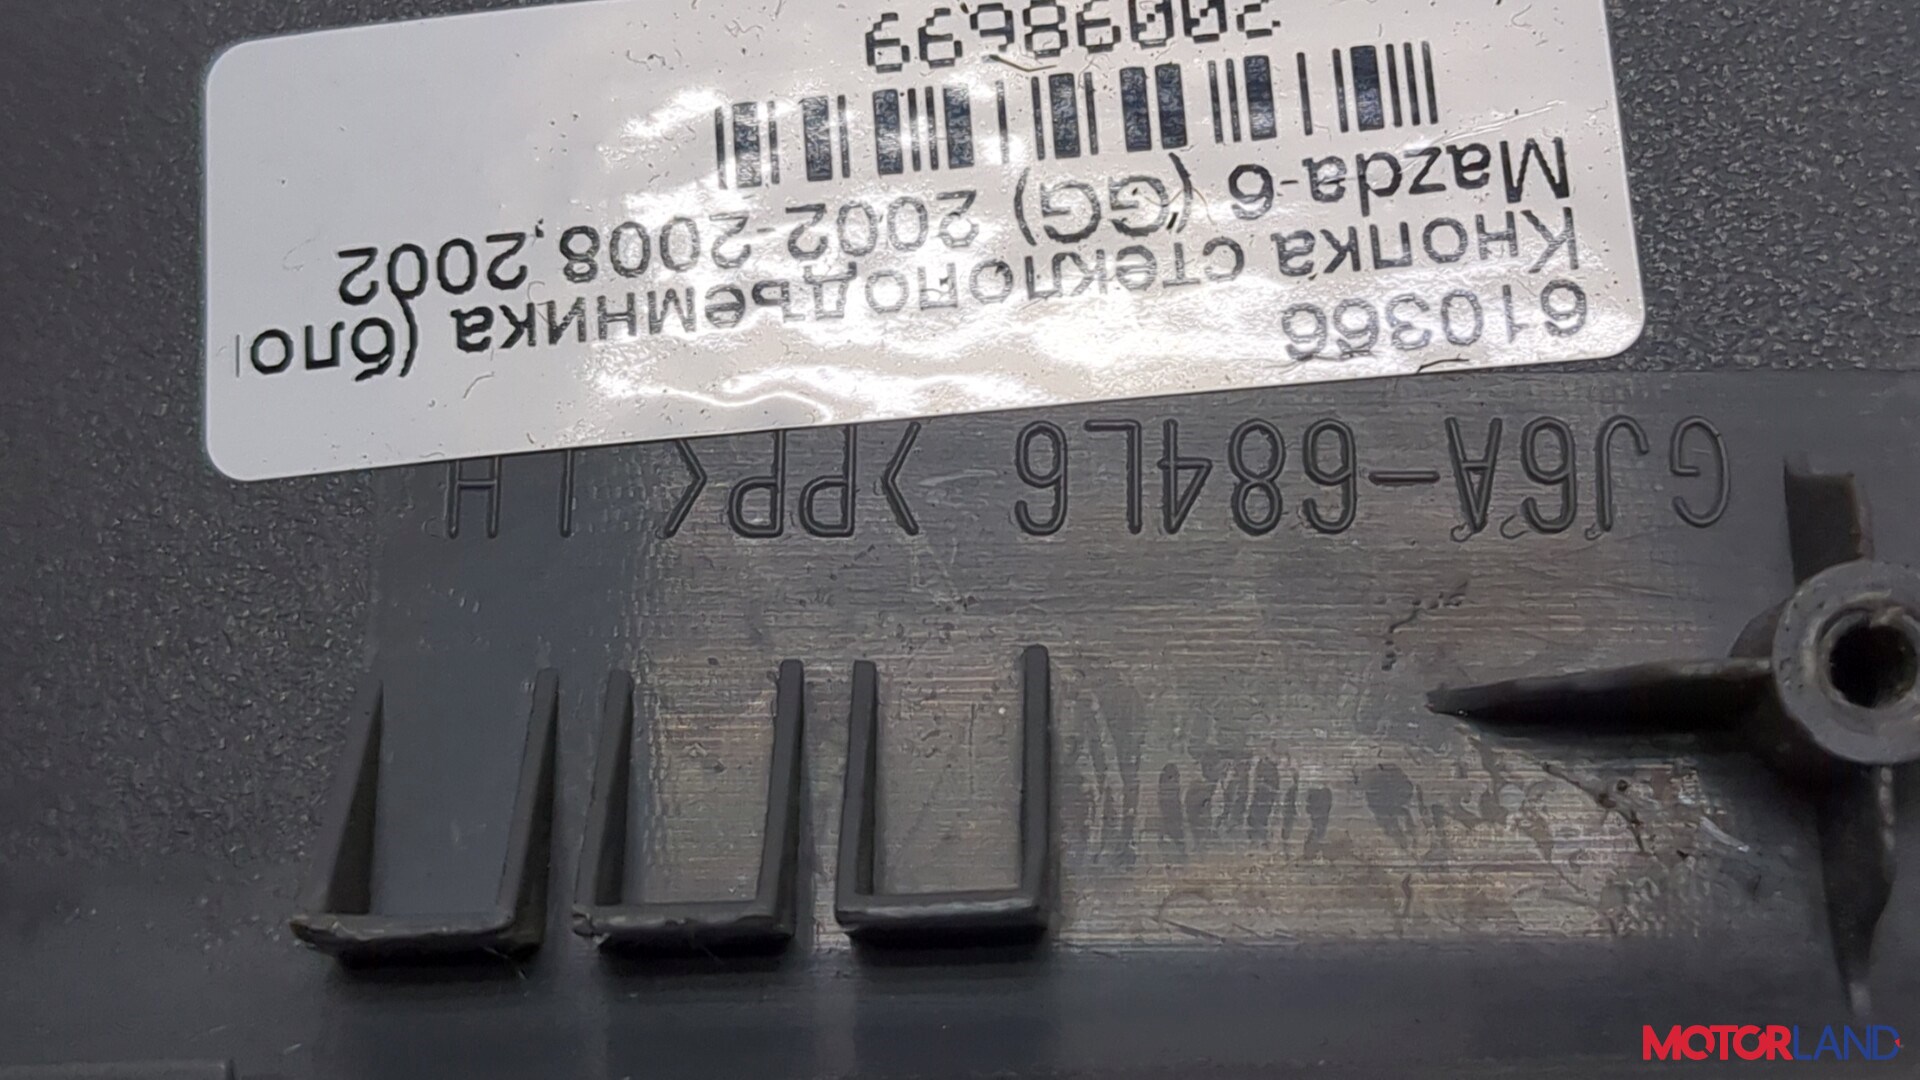 GJ6A-684L6 >PP< LH
610366
Кнопка стеклоподъемника (бло
Mazda 6 (GG) 2002-2008,2002
20098699
MOTORLAND